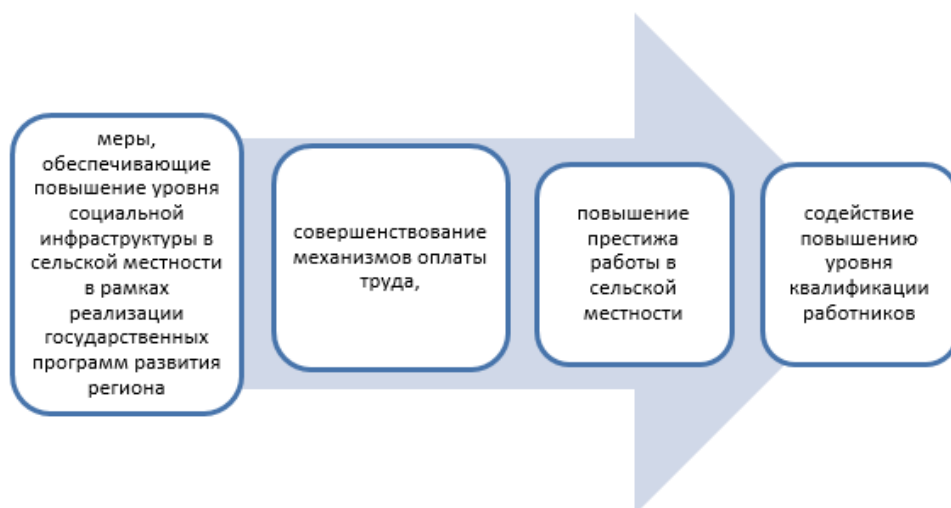 меры,
обеспечивающие
повышение уровня
социальной
инфраструктуры в
сельской местности
в рамках
реализации
государственных
программ развития
региона
совершенствование
механизмов оплаты
труда,
повышение
престижа
работы в
сельской
местности
содействие
повышению
уровня
квалификации
работников